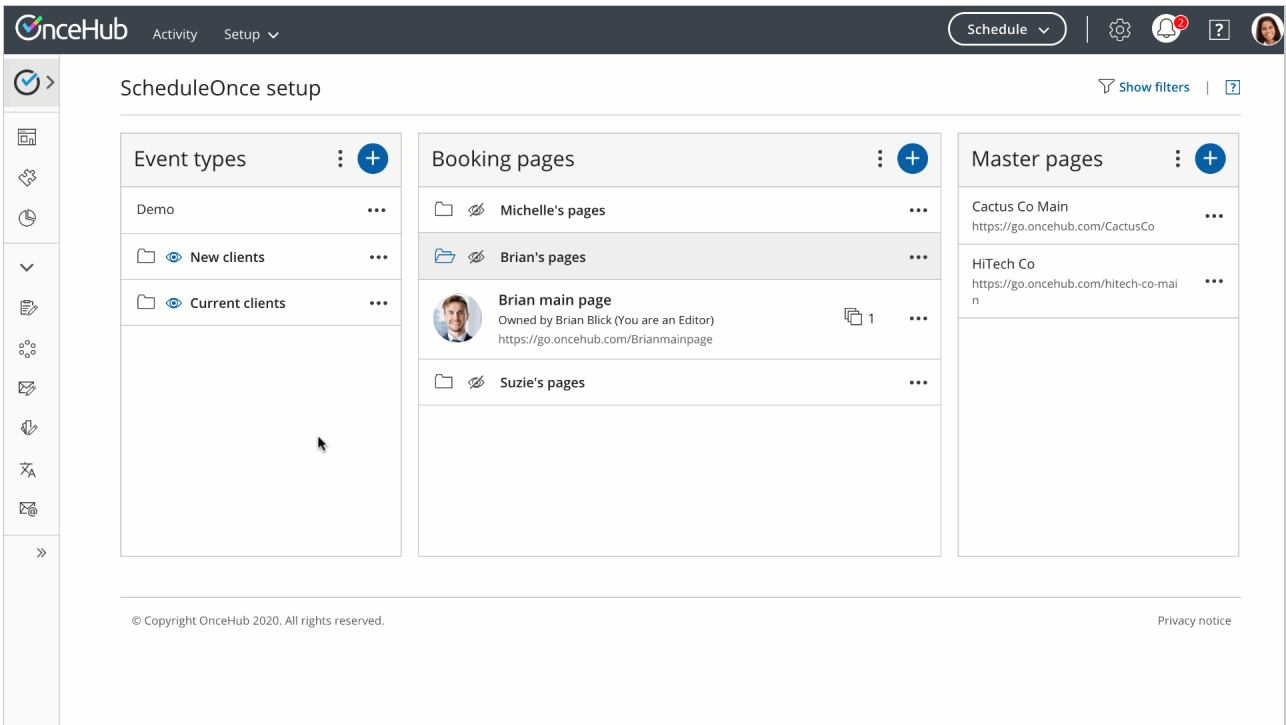 OnceHub
Activity
Setup
Schedule
2
?
ScheduleOnce setup
Show filters
|
?
Event types
Demo
New clients
Current clients
Booking pages
Michelle's pages
Brian's pages
Brian main page
Owned by Brian Blick (You are an Editor)
https://go.oncehub.com/Brianmainpage
1
Suzie's pages
Master pages
Cactus Co Main
https://go.oncehub.com/CactusCo
HiTech Co
https://go.oncehub.com/hitech-co-mai
n
© Copyright OnceHub 2020. All rights reserved.
Privacy notice